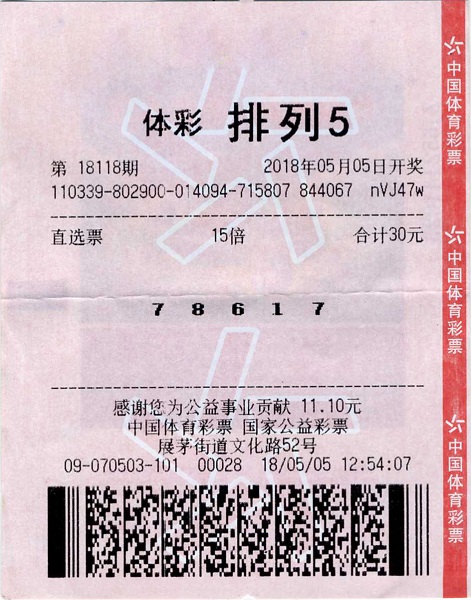 体彩 排列5
第 18118期 2018年05月05日开奖
110339-802900-014094-715807 844067 nVJ47w
直选票 15倍 合计30元
7 8 6 1 7
感谢您为公益事业贡献 11.10元
中国体育彩票 国家公益彩票
展茅街道文化路52号
09-070503-101 00028 18/05/05 12:54:07
中国体育彩票
中国体育彩票
中国体育彩票